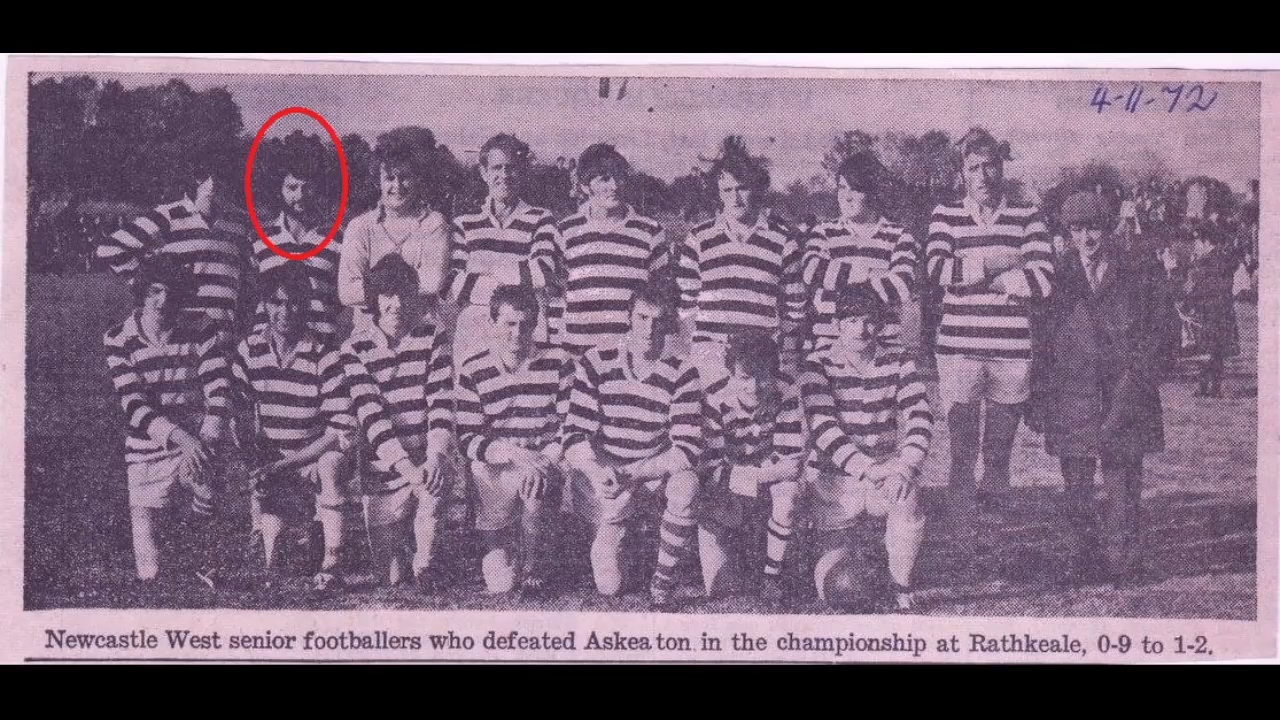 4-11-72
Newcastle West senior footballers who defeated Askeaton in the championship at Rathkeale, 0-9 to 1-2.